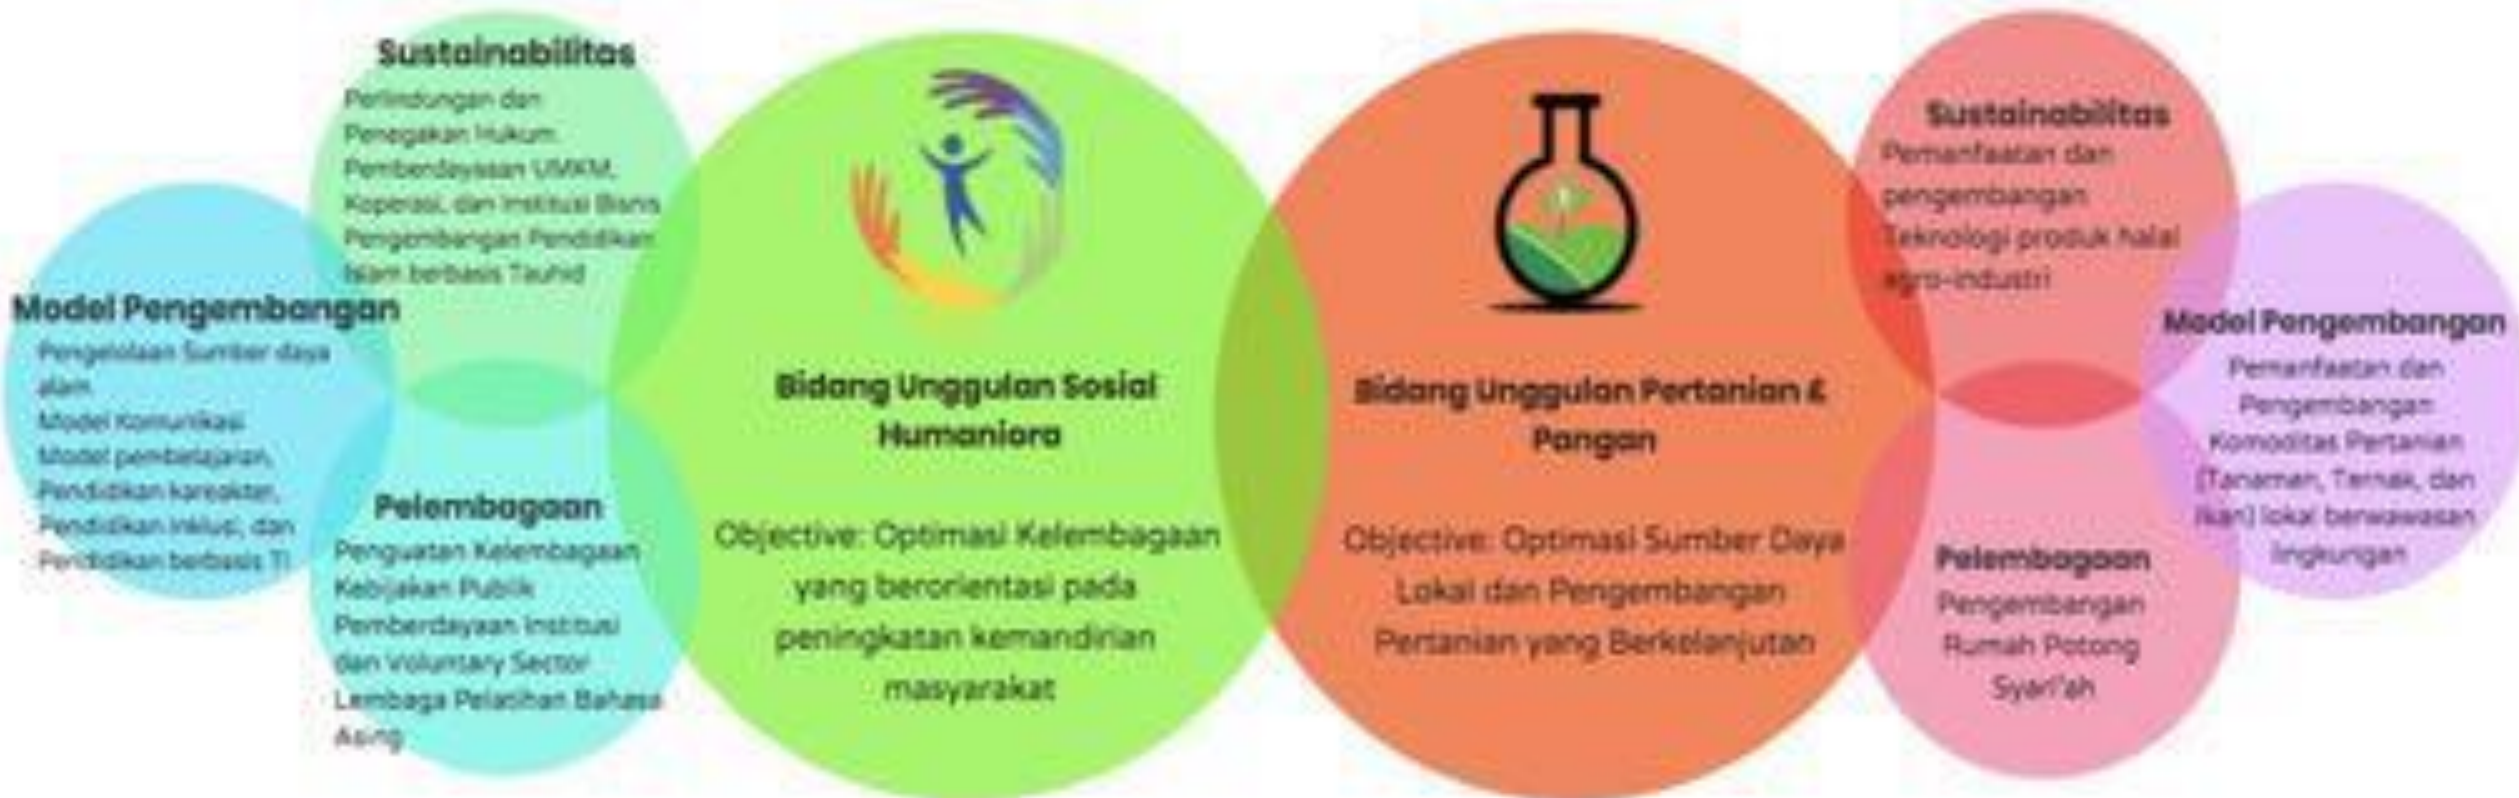 Sustainabilitas
Perlindungan dan
Penegakan Hukum
Pemberdayaan UMKM,
Koperasi, dan Institusi Bisnis
Pengembangan Pendidikan
Islam berbasis Tauhid
Model Pengembangan
Pengelolaan Sumber daya
alam
Model Komunikasi
Model pembelajaran,
Pendidikan kareakter,
Pendidikan inklusi, dan
Pendidikan berbasis TI
Pelembagaan
Penguatan Kelembagaan
Kebijakan Publik
Pemberdayaan Institusi
dan Voluntary Sector
Lembaga Pelatihan Bahasa
Asing
Bidang Unggulan Sosial
Humaniora
Objective: Optimasi Kelembagaan
yang berorientasi pada
peningkatan kemandirian
masyarakat
Bidang Unggulan Pertanian &
Pangan
Objective: Optimasi Sumber Daya
Lokal dan Pengembangan
Pertanian yang Berkelanjutan
Sustainabilitas
Pemanfaatan dan
pengembangan
Teknologi produk halal
agro-industri
Model Pengembangan
Pemanfaatan dan
Pengembangan
Komoditas Pertanian
(Tanaman, Ternak, dan
Ikan) lokal berwawasan
lingkungan
Pelembagaan
Pengembangan
Rumah Potong
Syari'ah